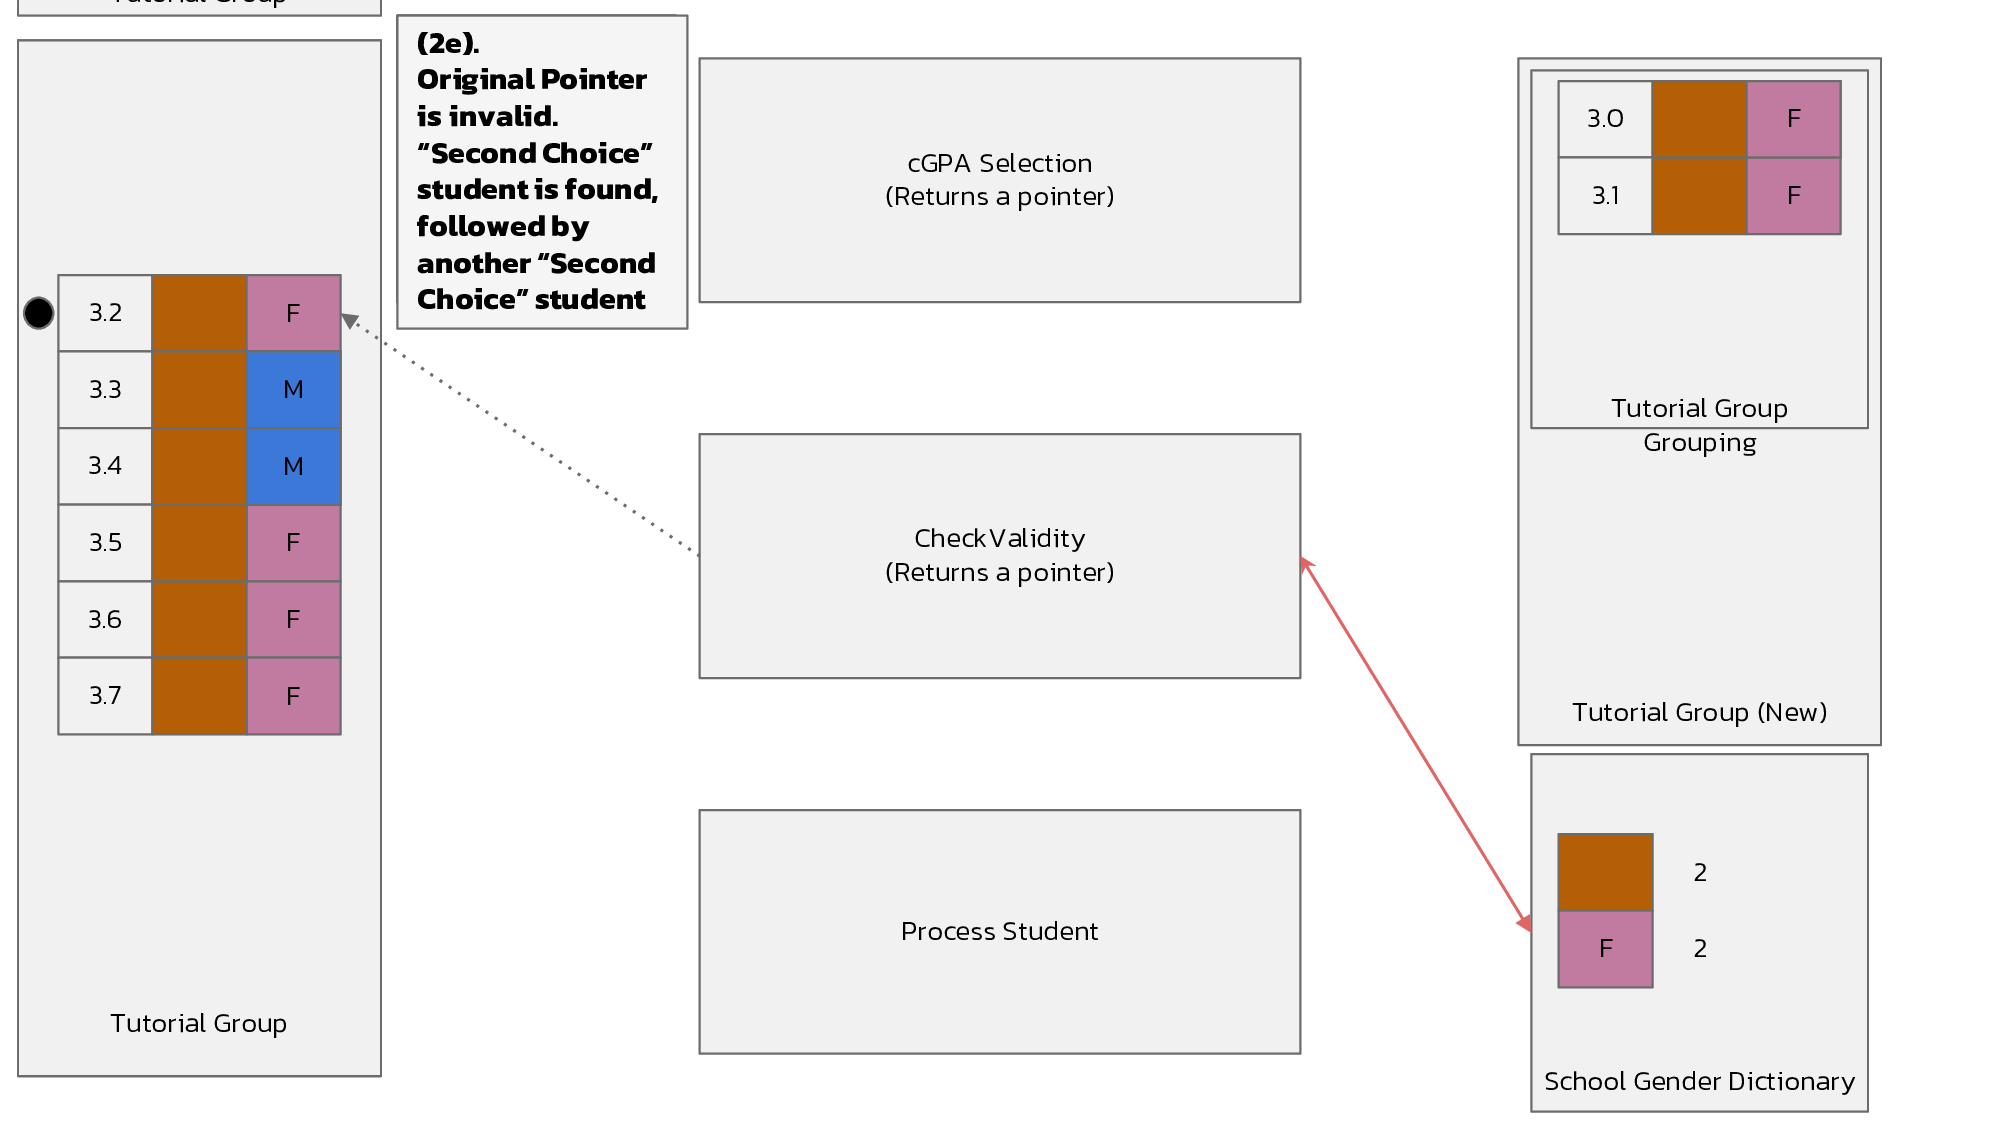 Tutorial Group
(2e).
Original Pointer
is invalid.
“Second Choice”
student is found,
followed by
another “Second
Choice” student
3.2 F
3.3 M
3.4 M
3.5 F
3.6 F
3.7 F
Tutorial Group
cGPA Selection
(Returns a pointer)
CheckValidity
(Returns a pointer)
Process Student
3.0 F
3.1 F
Tutorial Group
Grouping
Tutorial Group (New)
2
F 2
School Gender Dictionary